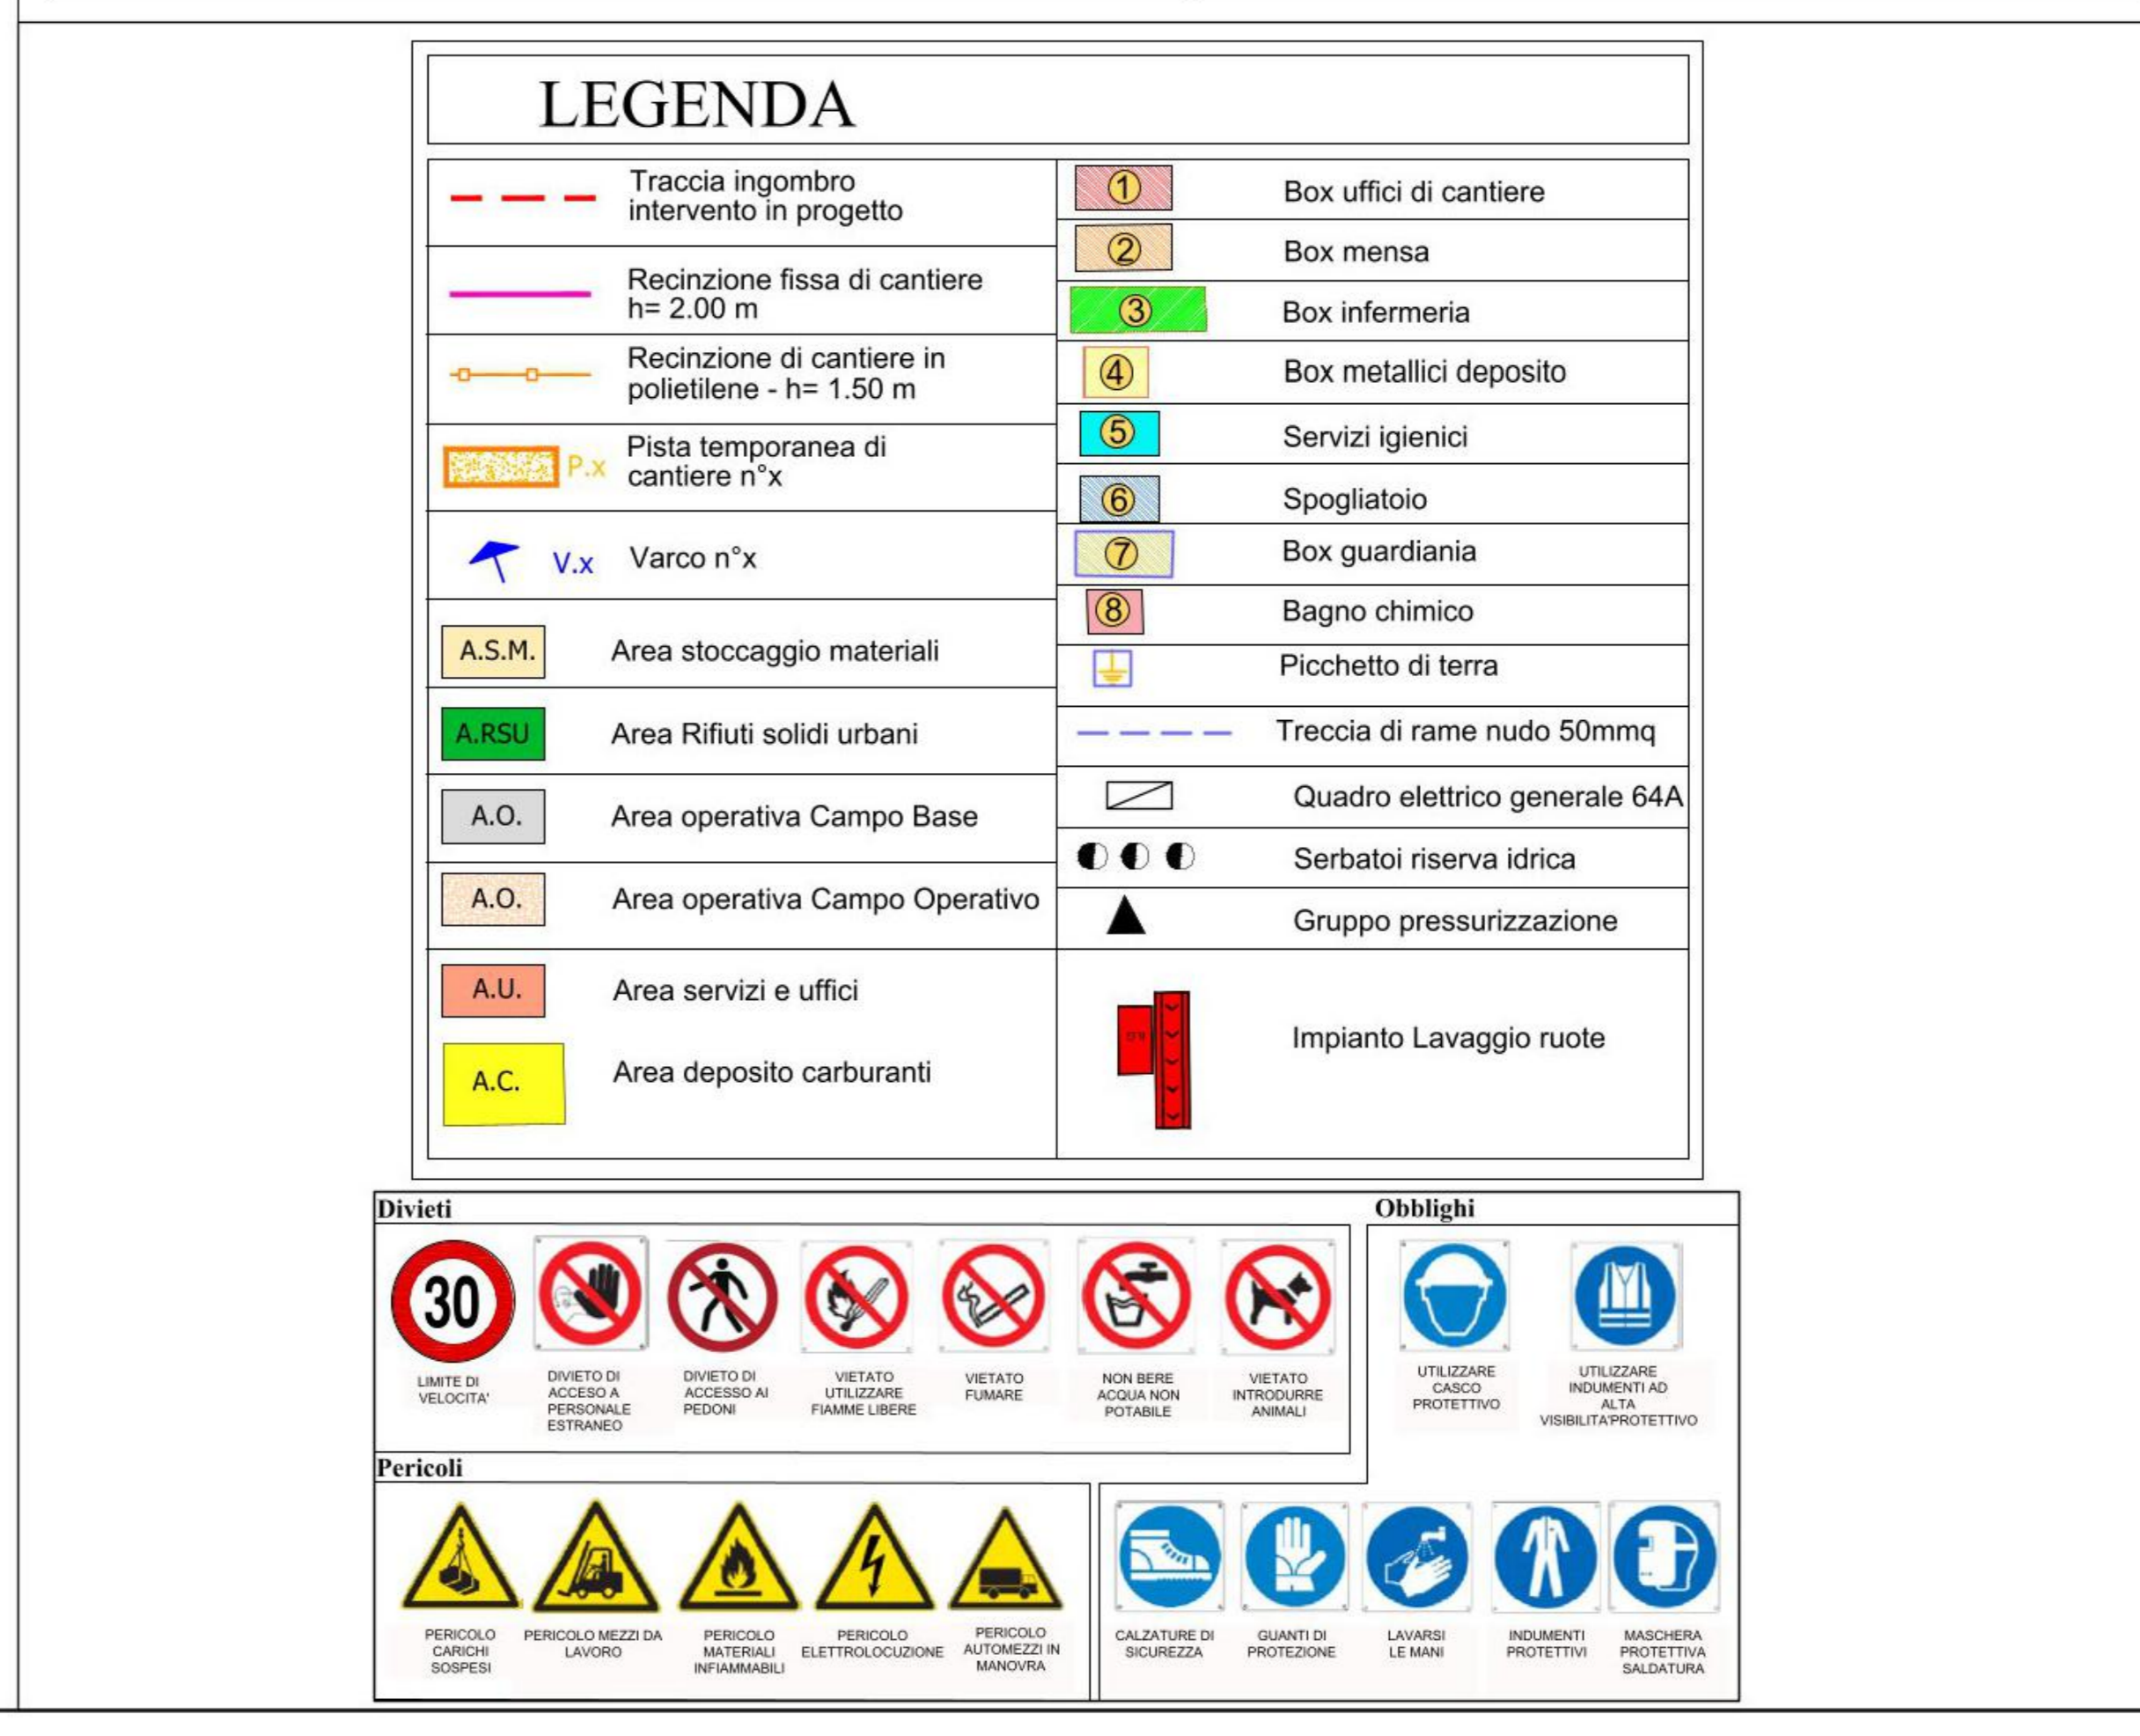 LEGENDA
Traccia ingombro
intervento in progetto
Recinzione fissa di cantiere
h= 2.00 m
Recinzione di cantiere in
polietilene - h= 1.50 m
P.x
Pista temporanea di
cantiere n°x
V.x
Varco n°x
A.S.M.
Area stoccaggio materiali
A.RSU
Area Rifiuti solidi urbani
A.O.
Area operativa Campo Base
A.O.
Area operativa Campo Operativo
A.U.
Area servizi e uffici
A.C.
Area deposito carburanti
1
Box uffici di cantiere
2
Box mensa
3
Box infermeria
4
Box metallici deposito
5
Servizi igienici
6
Spogliatoio
7
Box guardiania
8
Bagno chimico
Picchetto di terra
Treccia di rame nudo 50mmq
Quadro elettrico generale 64A
Serbatoi riserva idrica
Gruppo pressurizzazione
Impianto Lavaggio ruote
Divieti
30
LIMITE DI
VELOCITA'
DIVIETO DI
ACCESO A
PERSONALE
ESTRANEO
DIVIETO DI
ACCESSO AI
PEDONI
VIETATO
UTILIZZARE
FIAMME LIBERE
VIETATO
FUMARE
NON BERE
ACQUA NON
POTABILE
VIETATO
INTRODURRE
ANIMALI
Obblighi
UTILIZZARE
CASCO
PROTETTIVO
UTILIZZARE
INDUMENTI AD
ALTA
VISIBILITA'PROTETTIVO
Pericoli
PERICOLO
CARICHI
SOSPESI
PERICOLO MEZZI DA
LAVORO
PERICOLO
MATERIALI
INFIAMMABILI
PERICOLO
ELETTROLOCUZIONE
PERICOLO
AUTOMEZZI IN
MANOVRA
CALZATURE DI
SICUREZZA
GUANTI DI
PROTEZIONE
LAVARSI
LE MANI
INDUMENTI
PROTETTIVI
MASCHERA
PROTETTIVA
SALDATURA